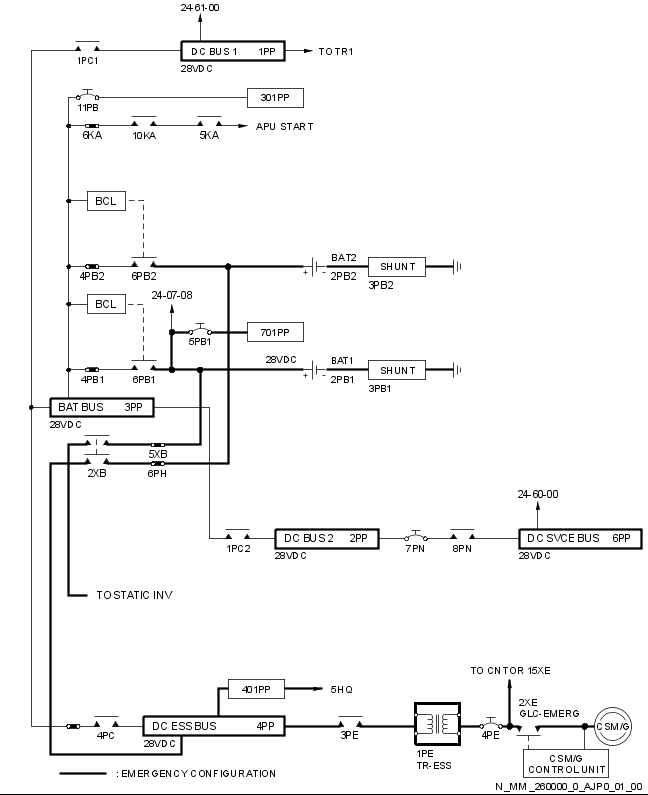 24-61-00
DC BUS 1 1PP
TO TR1
1PC1
28VDC
301PP
11PB
APU START
6KA
10KA
5KA
BCL
BAT2
4PB2
6PB2
+
-
2PB2
SHUNT
3PB2
24-07-08
BCL
701PP
5PB1
28VDC
BAT1
4PB1
6PB1
+
-
2PB1
SHUNT
3PB1
BAT BUS 3PP
28VDC
5XB
2XB
6PH
24-60-00
1PC2
DC BUS 2 2PP
28VDC
7PN
8PN
DC SVCE BUS 6PP
28VDC
TO STATIC INV
TO CNTOR 15XE
401PP
5HQ
2XE
GLC-EMERG
4PC
DC ESS BUS 4PP
28VDC
3PE
1PE
TR-ESS
4PE
CSM/G
CSM/G
CONTROL UNIT
: EMERGENCY CONFIGURATION
N_MM_260000_0_AJP0_01_00